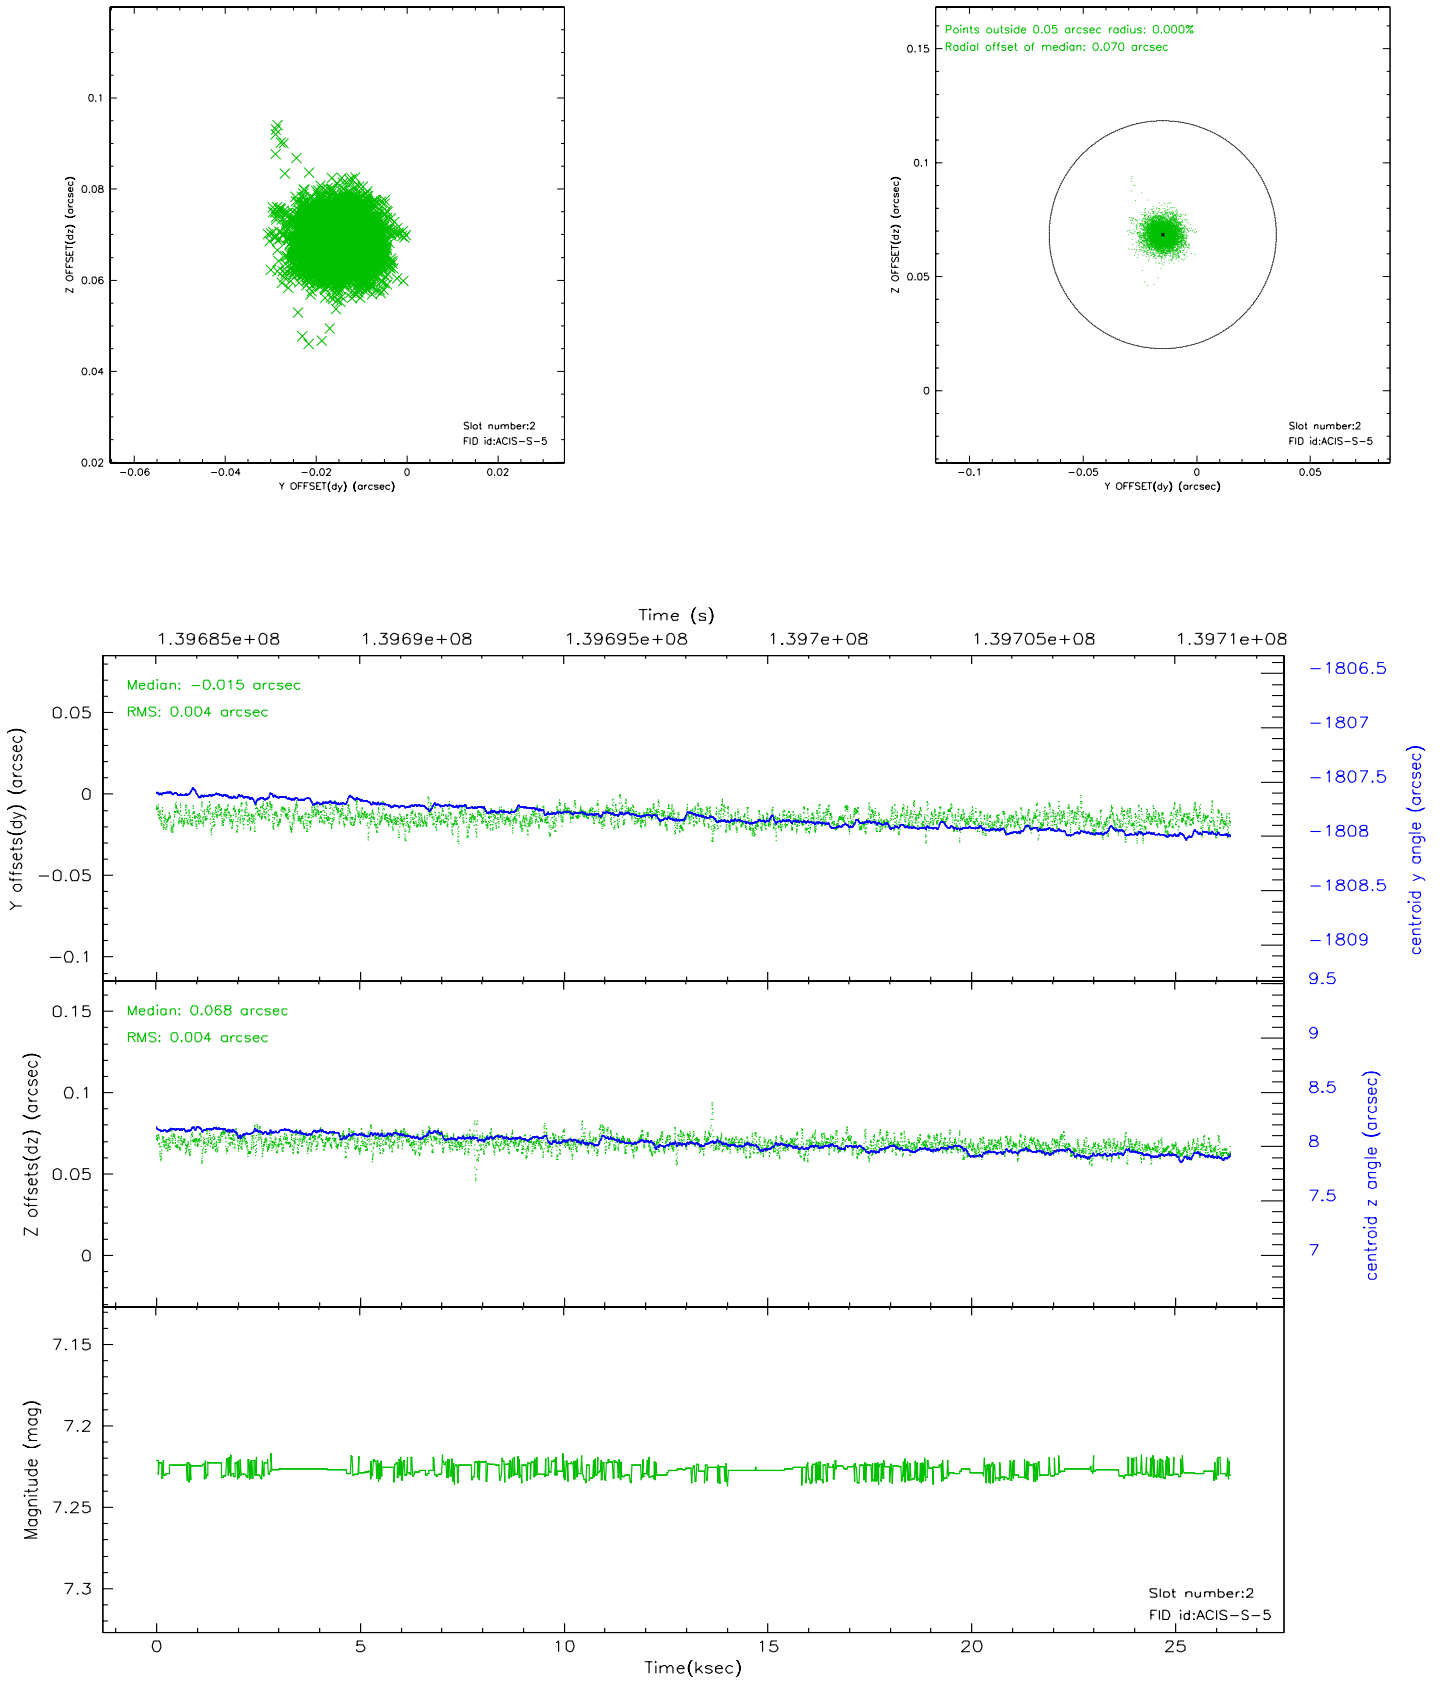 0.1
0.08
0.06
0.04
0.02
Z OFFSET(dz) (arcsec)
−0.06 −0.04 −0.02 0 0.02
Y OFFSET(dy) (arcsec)
Slot number:2
FID id:ACIS−S−5
Points outside 0.05 arcsec radius: 0.000%
Radial offset of median: 0.070 arcsec
0.15
0.1
0.05
0
Z OFFSET(dz) (arcsec)
−0.1 −0.05 0 0.05
Y OFFSET(dy) (arcsec)
Slot number:2
FID id:ACIS−S−5
Time (s)
1.39685e+08 1.3969e+08 1.39695e+08 1.397e+08 1.39705e+08 1.3971e+08
Median: −0.015 arcsec
RMS: 0.004 arcsec
0.05
0
−0.05
−0.1
Y offsets(dy) (arcsec)
−1806.5
−1807
−1807.5
−1808
−1808.5
−1809
centroid y angle (arcsec)
Median: 0.068 arcsec
RMS: 0.004 arcsec
0.15
0.1
0.05
0
Z offsets(dz) (arcsec)
9.5
9
8.5
8
7.5
7
centroid z angle (arcsec)
7.15
7.2
7.25
7.3
Magnitude (mag)
Slot number:2
FID id:ACIS−S−5
0 5 10 15 20 25
Time(ksec)